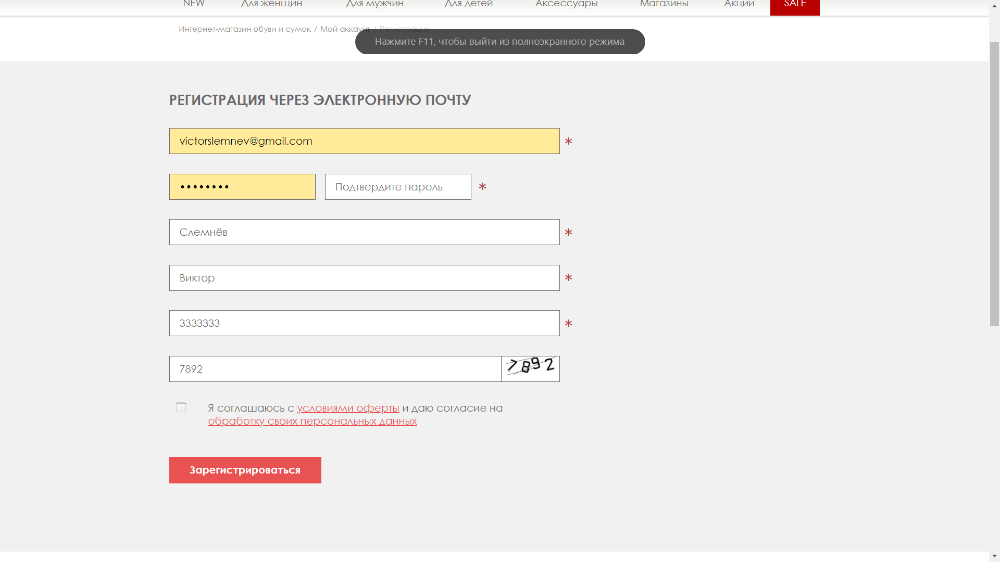 NEW Для женщин Для мужчин Для детей Аксессуары Магазины Акции SALE
Интернет-магазин обуви и сумок / Мой аккаунт / Регистрация
Нажмите F11, чтобы выйти из полноэкранного режима
РЕГИСТРАЦИЯ ЧЕРЕЗ ЭЛЕКТРОННУЮ ПОЧТУ
victorslemnev@gmail.com *
•••••••• Подтвердите пароль *
Слемнёв *
Виктор *
3333333 *
7892 7892
Я соглашаюсь с условиями оферты и даю согласие на
обработку своих персональных данных
Зарегистрироваться